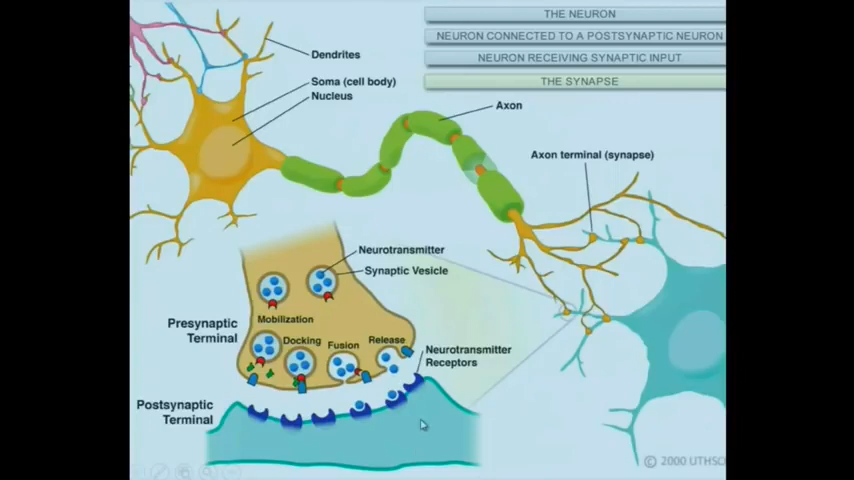 THE NEURON
NEURON CONNECTED TO A POSTSYNAPTIC NEURON
NEURON RECEIVING SYNAPTIC INPUT
THE SYNAPSE
Dendrites
Soma (cell body)
Nucleus
Axon
Axon terminal (synapse)
Neurotransmitter
Synaptic Vesicle
Mobilization
Presynaptic
Terminal
Docking
Fusion
Release
Neurotransmitter
Receptors
Postsynaptic
Terminal
© 2000 UTHSC